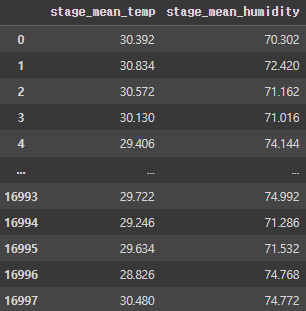 stage_mean_temp stage_mean_humidity
0 30.392 70.302
1 30.834 72.420
2 30.572 71.162
3 30.130 71.016
4 29.406 74.144
... ... ...
16993 29.722 74.992
16994 29.246 71.286
16995 29.634 71.532
16996 28.826 74.768
16997 30.480 74.772